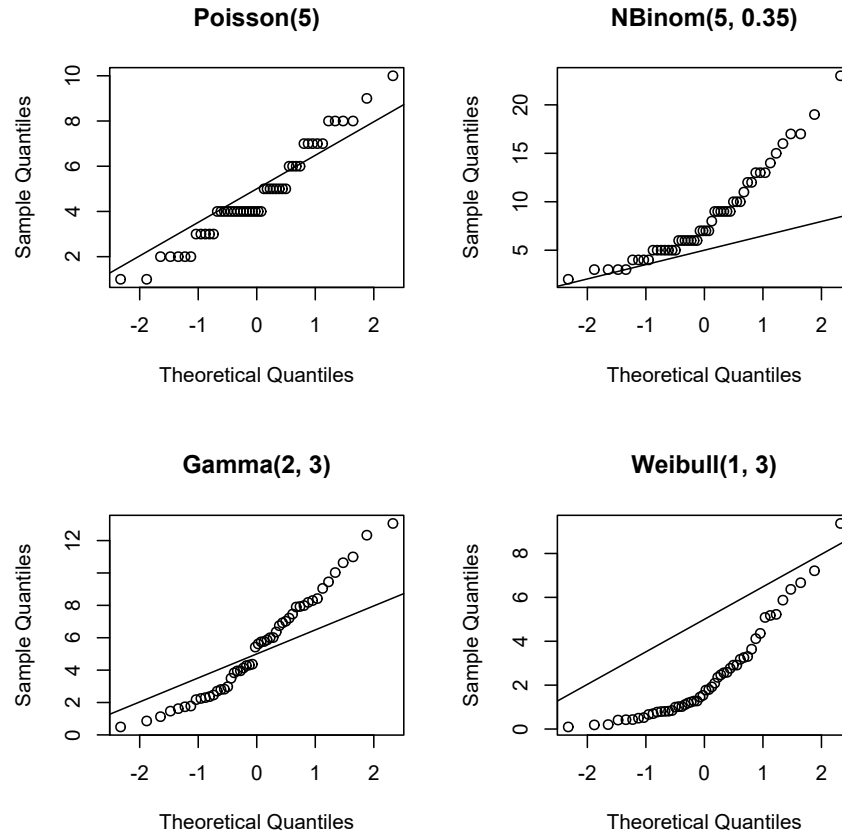 Poisson(5)
Sample Quantiles
10
8
6
4
2
-2 -1 0 1 2
Theoretical Quantiles
NBinom(5, 0.35)
Sample Quantiles
20
15
10
5
-2 -1 0 1 2
Theoretical Quantiles
Gamma(2, 3)
Sample Quantiles
12
8
6
4
2
0
-2 -1 0 1 2
Theoretical Quantiles
Weibull(1, 3)
Sample Quantiles
8
6
4
2
0
-2 -1 0 1 2
Theoretical Quantiles